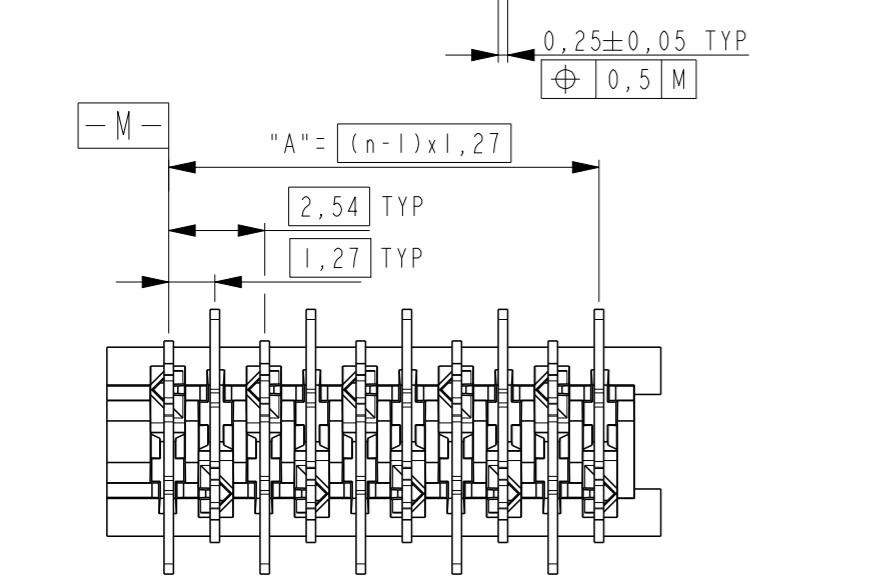 0,25±0,05 TYP
⌖ 0,5 M
-M-
"A"= (n-1)x1,27
2,54 TYP
1,27 TYP